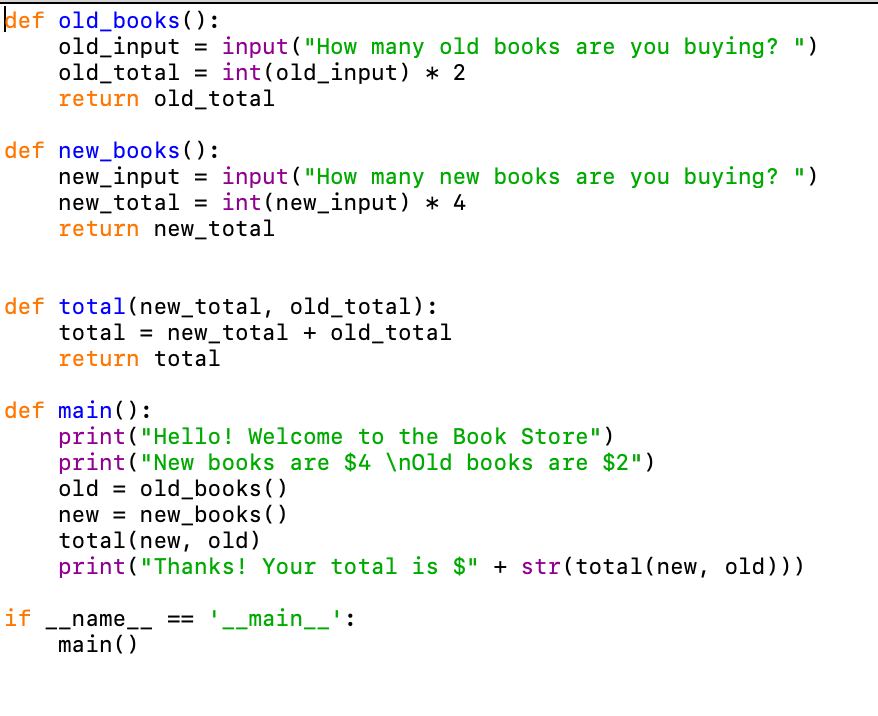 def old_books():
    old_input = input("How many old books are you buying? ")
    old_total = int(old_input) * 2
    return old_total

def new_books():
    new_input = input("How many new books are you buying? ")
    new_total = int(new_input) * 4
    return new_total


def total(new_total, old_total):
    total = new_total + old_total
    return total

def main():
    print("Hello! Welcome to the Book Store")
    print("New books are $4 \nOld books are $2")
    old = old_books()
    new = new_books()
    total(new, old)
    print("Thanks! Your total is $" + str(total(new, old)))

if __name__ == '__main__':
    main()